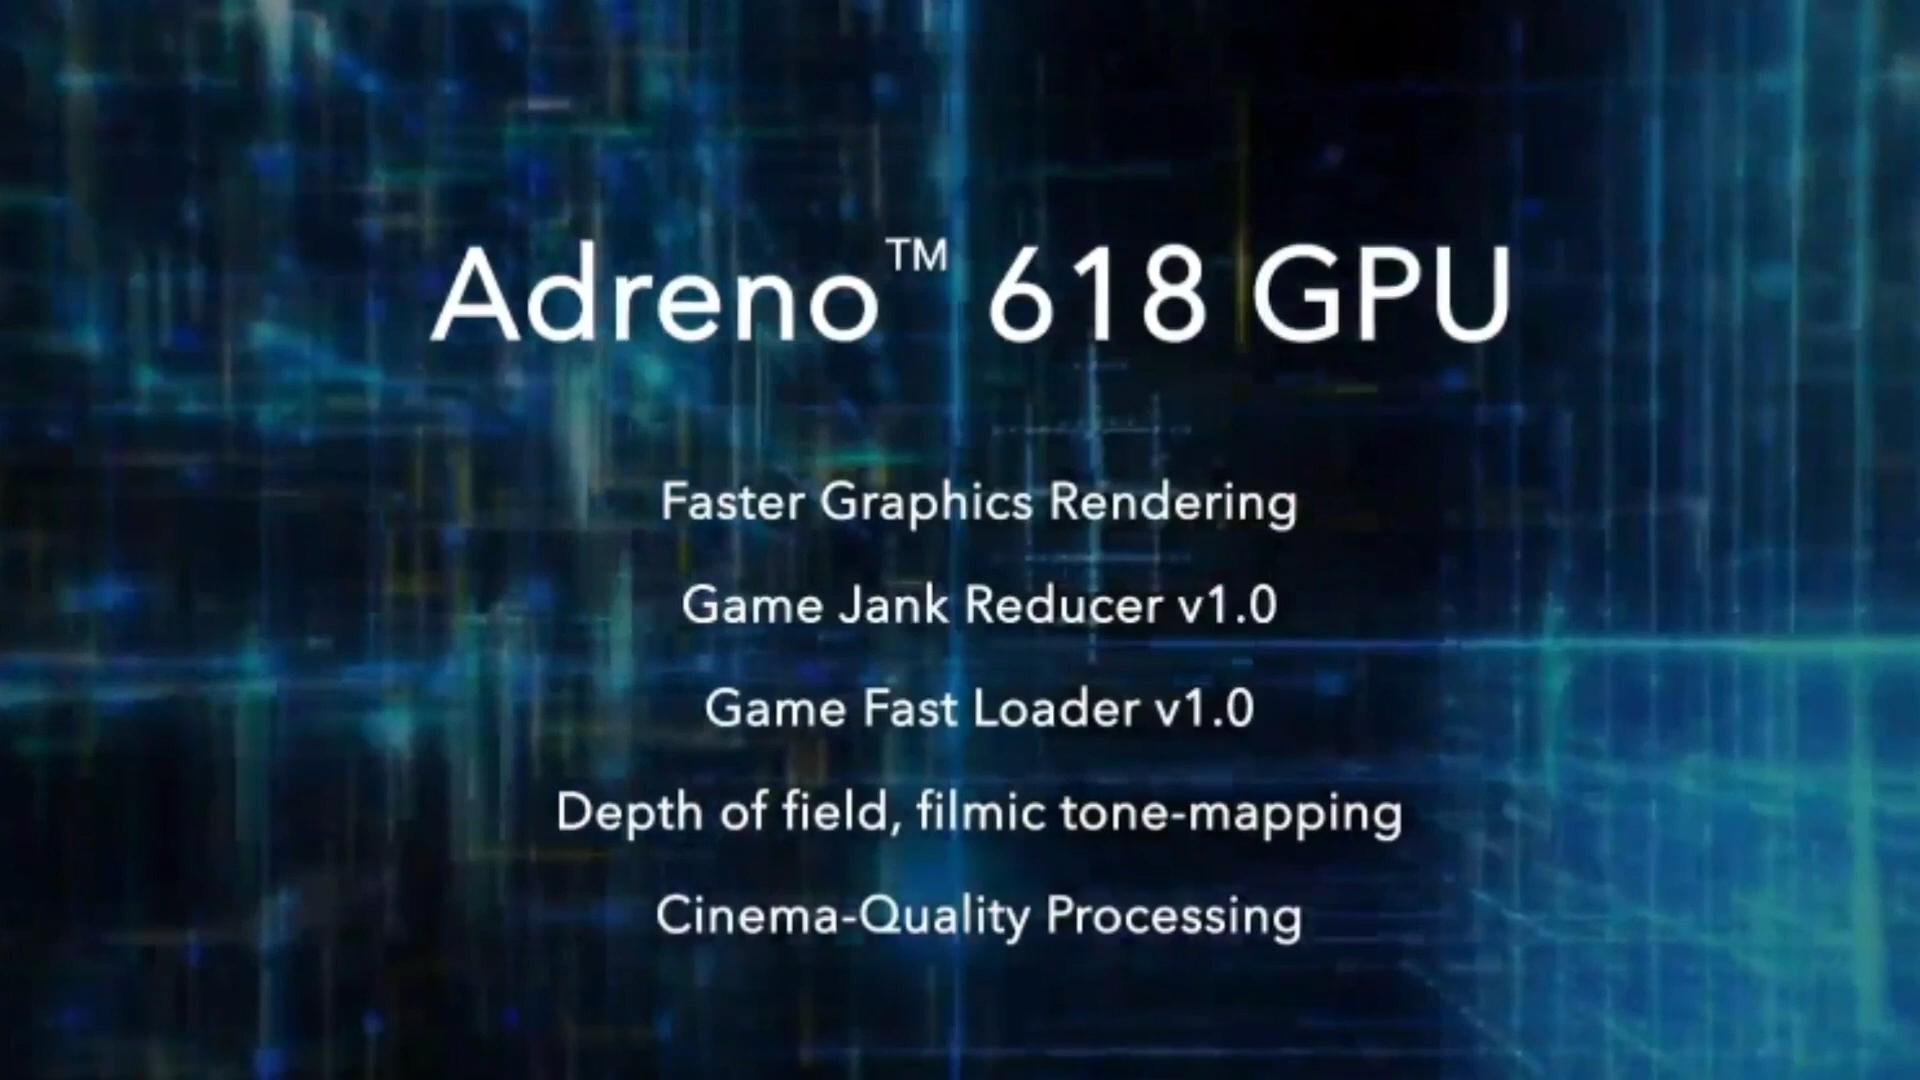 Adreno™ 618 GPU
Faster Graphics Rendering
Game Jank Reducer v1.0
Game Fast Loader v1.0
Depth of field, filmic tone-mapping
Cinema-Quality Processing